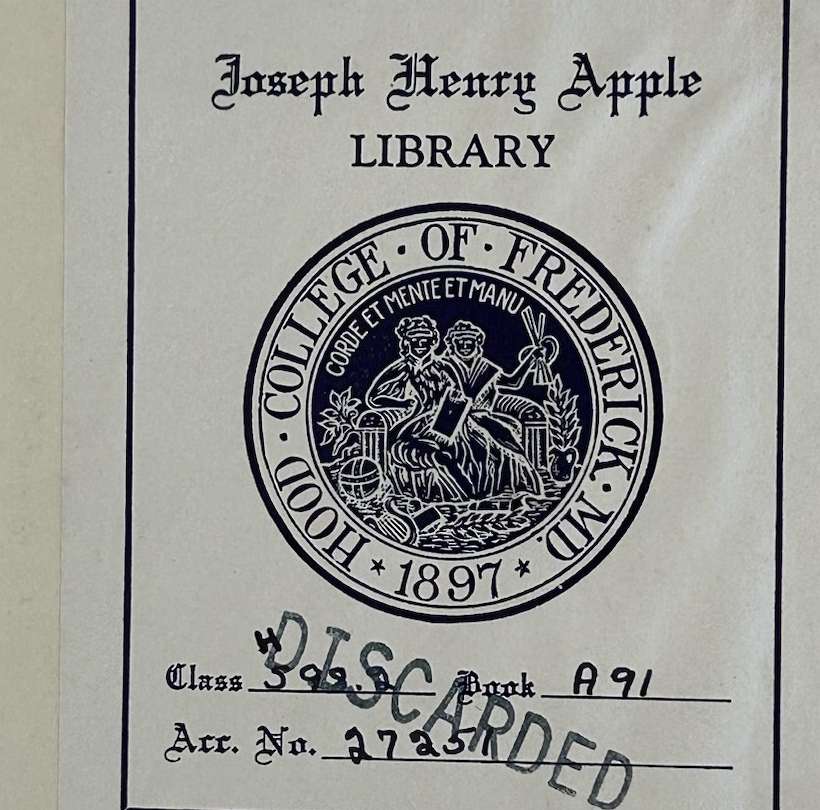 Joseph Henry Apple
LIBRARY
HOOD · COLLEGE · OF · FREDERICK · MD.
CORDE ET MENTE ET MANU
* 1897 *
DISCARDED
H
Class Book A91
Acc. No.